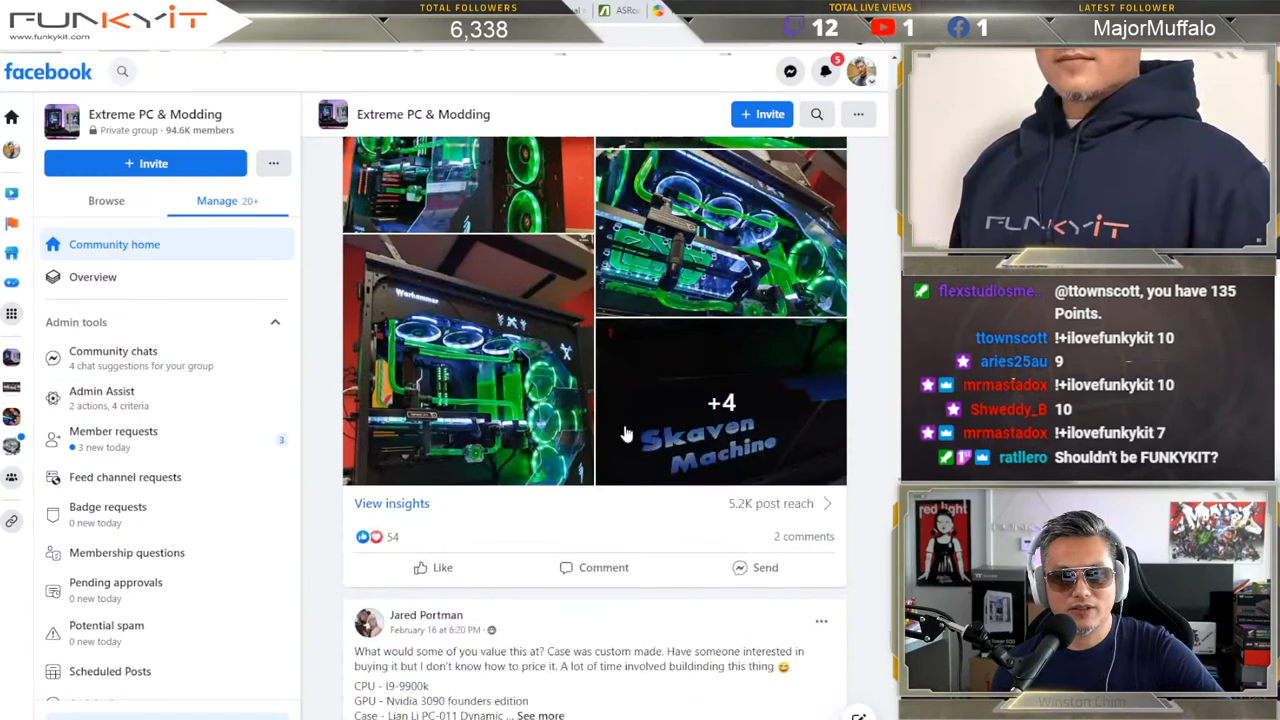 FUNKYIT
www.funkykit.com
TOTAL FOLLOWERS
6,338
ASRo
TOTAL LIVE VIEWS
12 1 1
LATEST FOLLOWER
MajorMuffalo
facebook
5
Extreme PC & Modding
Private group · 94.6K members
+ Invite
...
Browse
Manage 20+
Community home
Overview
Admin tools
Community chats
4 chat suggestions for your group
Admin Assist
2 actions, 4 criteria
Member requests
3 new today
3
Feed channel requests
Badge requests
0 new today
Membership questions
Pending approvals
0 new today
Potential spam
0 new today
Scheduled Posts
Extreme PC & Modding
+ Invite
...
Warhammer
+4
Skaven
Machine
View insights
5.2K post reach
54
2 comments
Like
Comment
Send
Jared Portman
February 16 at 6:20 PM ·
...
What would some of you value this at? Case was custom made. Have someone interested in
buying it but I don't know how to price it. A lot of time involved buildinding this thing
CPU - I9-9900k
GPU - Nvidia 3090 founders edition
Case - Lian Li PC-011 Dynamic ... See more
FUNKYIT
flexstudiosme.. @ttownscott, you have 135
Points.
ttownscott !+ilovefunkykit 10
aries25au 9
mrmastadox !+ilovefunkykit 10
Shweddy_B 10
mrmastadox !+ilovefunkykit 7
ratllero Shouldn't be FUNKYKIT?
red light
Winston Chim